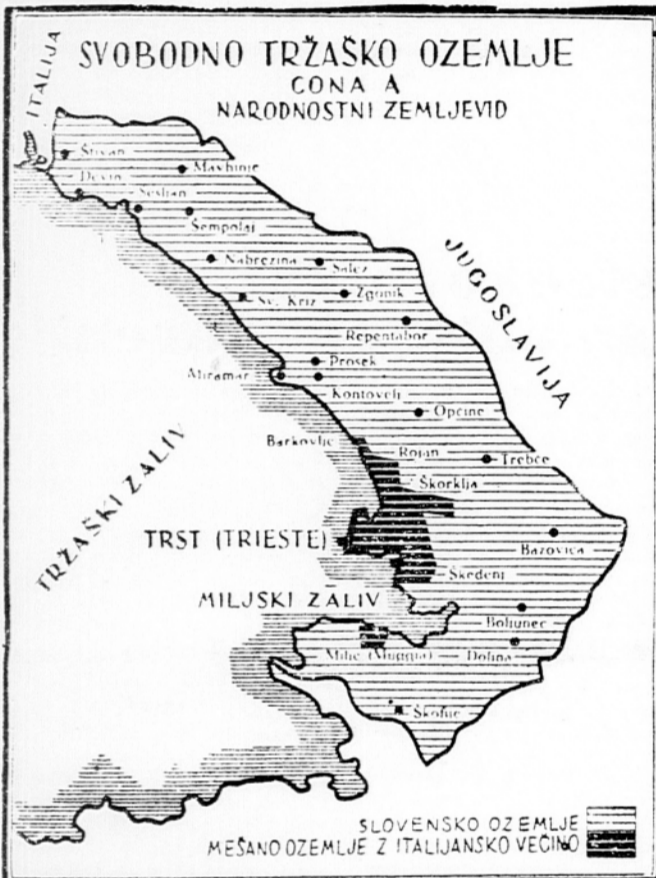 SVOBODNO TRŽAŠKO OZEMLJE
CONA A
NARODNOSTNI ZEMLJEVID
ITALIJA
Štivan
Devin
Mavhinje
Sesljan
Šempolaj
Nabrežina
Salež
JUGOSLAVIJA
Sv. Križ
Zgonik
Repentabor
Prosek
Miramar
Kontovelj
Opčine
Barkovlje
Rojan
Trebče
TRŽAŠKI ZALIV
Škorklja
TRST (TRIESTE)
Bazovica
Škedenj
MILJSKI ZALIV
Boljunec
Milje (Muggia)
Dolina
Škofije
SLOVENSKO OZEMLJE
MEŠANO OZEMLJE Z ITALIJANSKO VEČINO